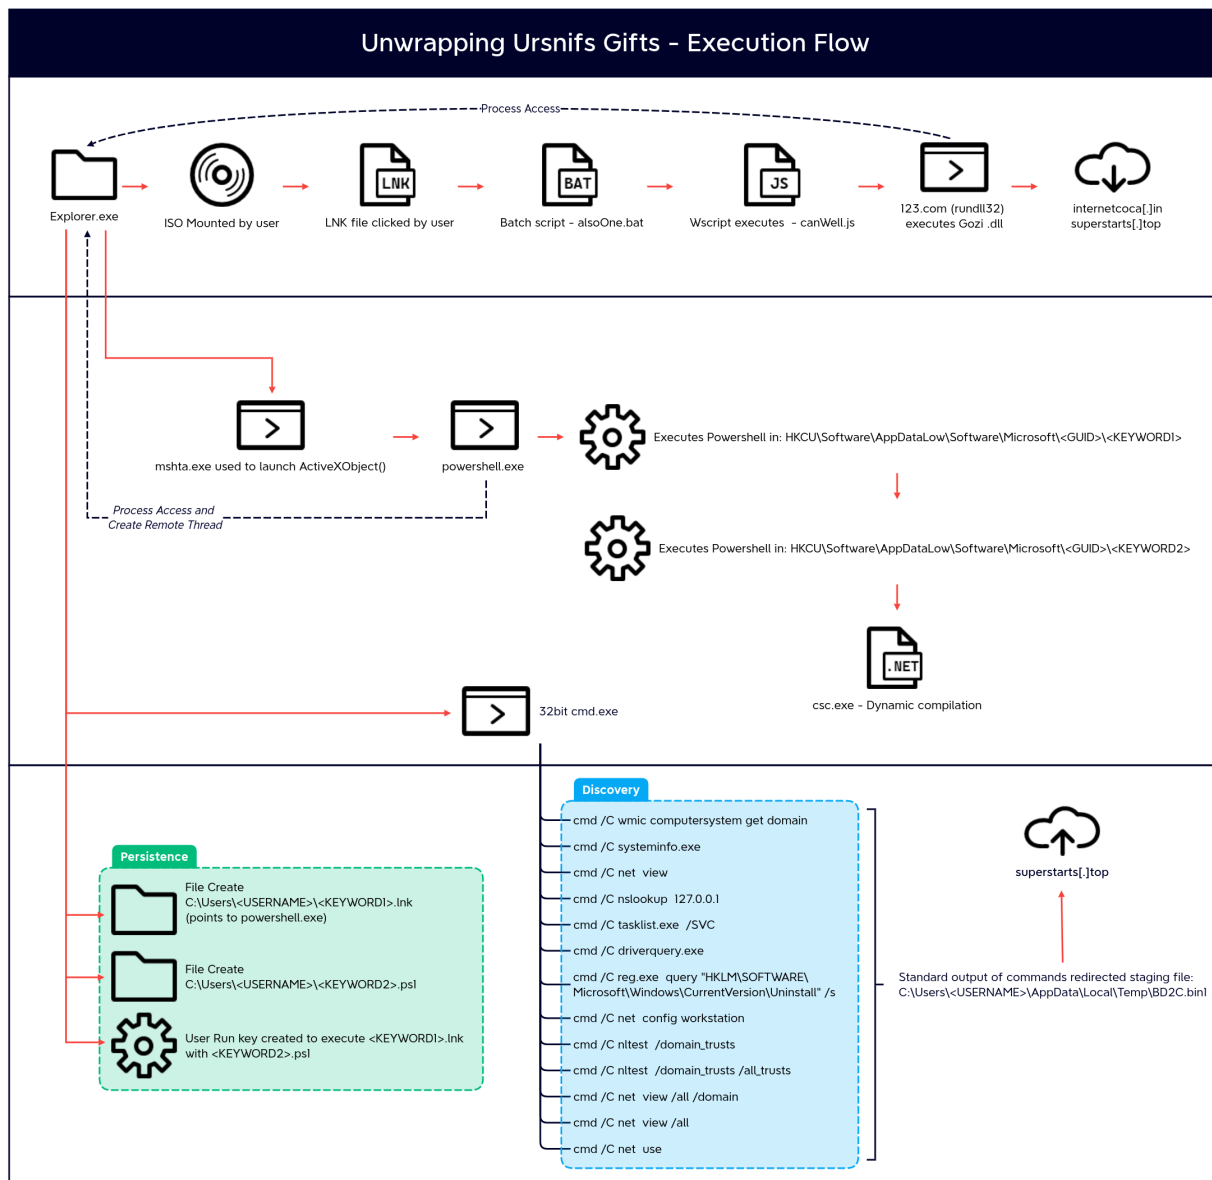 Unwrapping Ursnifs Gifts - Execution Flow
Process Access
LNK
BAT
JS
Explorer.exe
ISO Mounted by user
LNK file clicked by user
Batch script - alsoOne.bat
Wscript executes - canWell.js
123.com (rundll32)
executes Gozi .dll
internetcoca[.]in
superstarts[.]top
mshta.exe used to launch ActiveXObject()
powershell.exe
Executes Powershell in: HKCU\Software\AppDataLow\Software\Microsoft\<GUID>\<KEYWORD1>
Process Access and
Create Remote Thread
Executes Powershell in: HKCU\Software\AppDataLow\Software\Microsoft\<GUID>\<KEYWORD2>
.NET
csc.exe - Dynamic compilation
32bit cmd.exe
Persistence
File Create
C:\Users\<USERNAME>\<KEYWORD1>.lnk
(points to powershell.exe)
File Create
C:\Users\<USERNAME>\<KEYWORD2>.ps1
User Run key created to execute <KEYWORD1>.lnk
with <KEYWORD2>.ps1
Discovery
cmd /C wmic computersystem get domain
cmd /C systeminfo.exe
cmd /C net view
cmd /C nslookup 127.0.0.1
cmd /C tasklist.exe /SVC
cmd /C driverquery.exe
cmd /C reg.exe query "HKLM\SOFTWARE\
Microsoft\Windows\CurrentVersion\Uninstall" /s
cmd /C net config workstation
cmd /C nltest /domain_trusts
cmd /C nltest /domain_trusts /all_trusts
cmd /C net view /all /domain
cmd /C net view /all
cmd /C net use
superstarts[.]top
Standard output of commands redirected staging file:
C:\Users\<USERNAME>\AppData\Local\Temp\BD2C.bin1